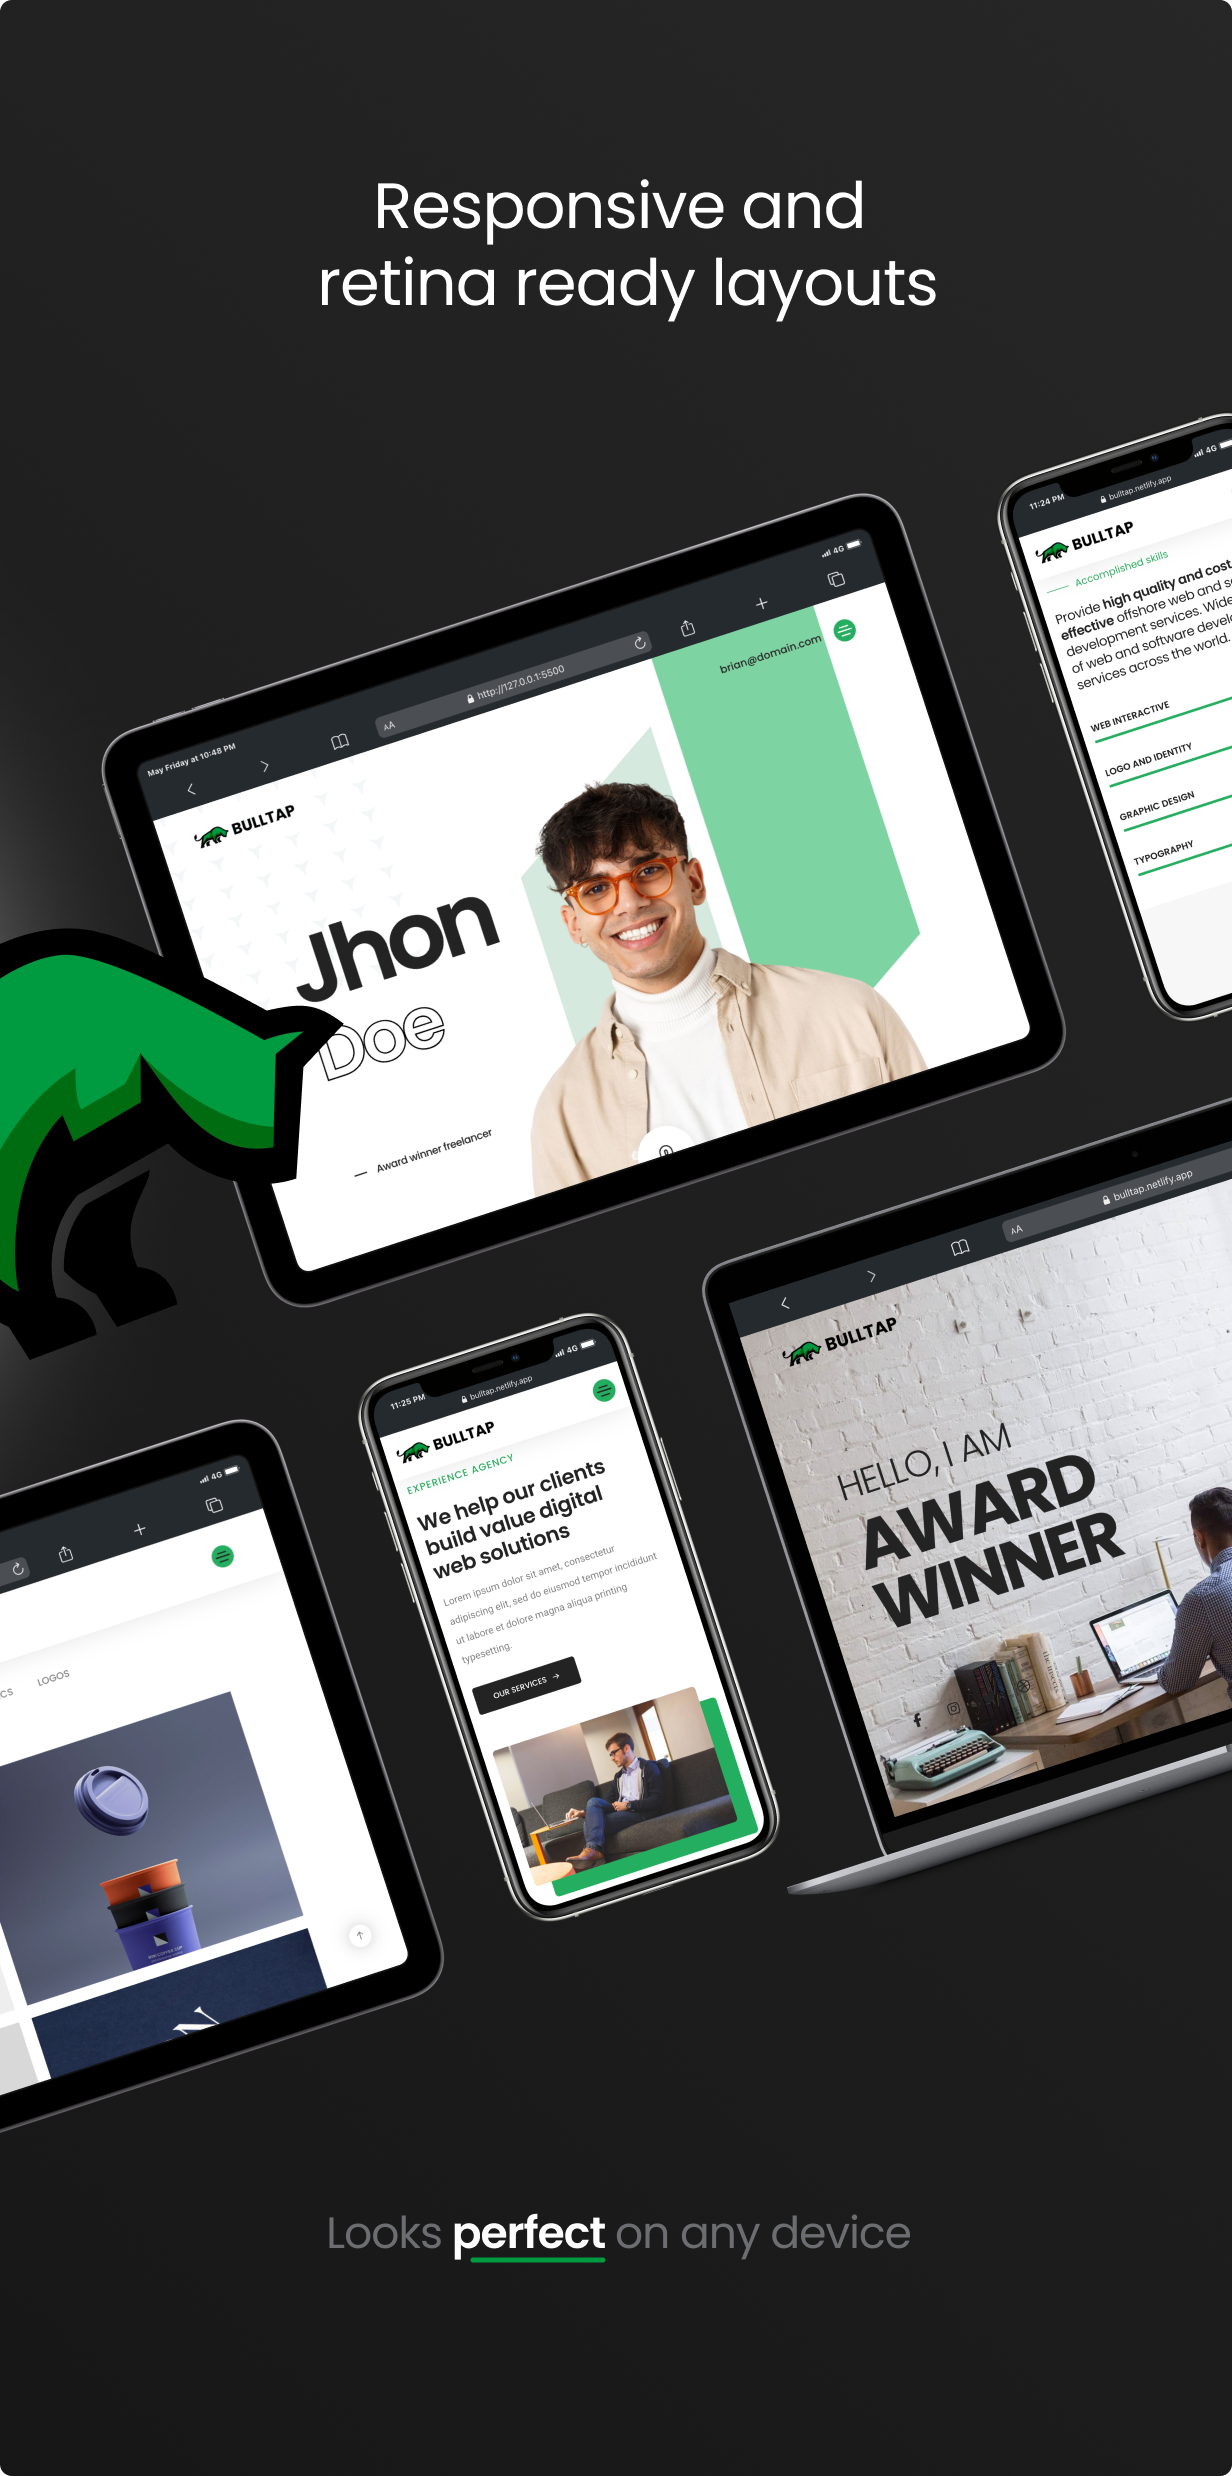 Responsive and
retina ready layouts
11:24 PM
4G
bulltap.netlify.app
BULLTAP
Accomplished skills
Provide high quality and cost
effective offshore web and s
development services. Wide
of web and software devel
services across the world.
WEB INTERACTIVE
LOGO AND IDENTITY
GRAPHIC DESIGN
TYPOGRAPHY
May Friday at 10:48 PM
4G
AA
http://127.0.0.1:5500
brian@domain.com
BULLTAP
Jhon
Doe
Award winner freelancer
AA
bulltap.netlify.app
BULLTAP
HELLO, I AM
AWARD
WINNER
11:25 PM
4G
bulltap.netlify.app
BULLTAP
EXPERIENCE AGENCY
We help our clients
build value digital
web solutions
Lorem ipsum dolor sit amet, consectetur
adipiscing elit, sed do eiusmod tempor incididunt
ut labore et dolore magna aliqua printing
typesetting.
OUR SERVICES →
4G
CS
LOGOS
N
Looks perfect on any device